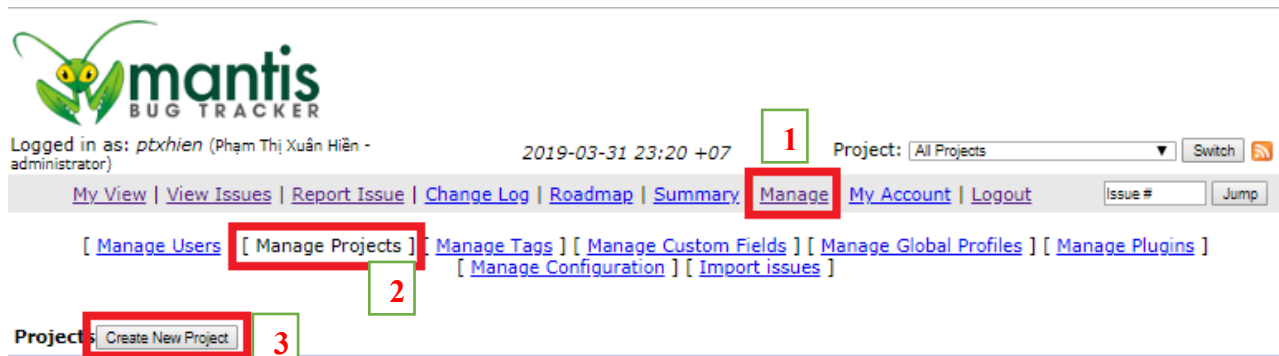 mantis
BUG TRACKER
Logged in as: ptxhien (Phạm Thị Xuân Hiền - administrator)
2019-03-31 23:20 +07
1
Project: All Projects Switch
My View | View Issues | Report Issue | Change Log | Roadmap | Summary Manage My Account | Logout Issue # Jump
[ Manage Users [ Manage Projects ] [ Manage Tags ] [ Manage Custom Fields ] [ Manage Global Profiles ] [ Manage Plugins ]
[ Manage Configuration ] [ Import issues ]
2
Projects Create New Project
3